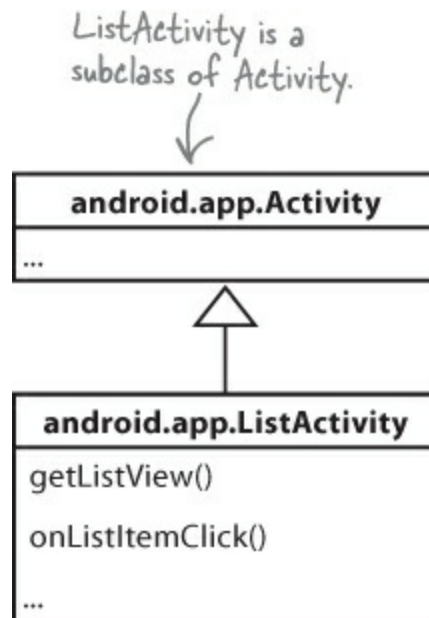 ListActivity is a
subclass of Activity.
android.app.Activity
...
android.app.ListActivity
getListView()
onListItemClick()
...